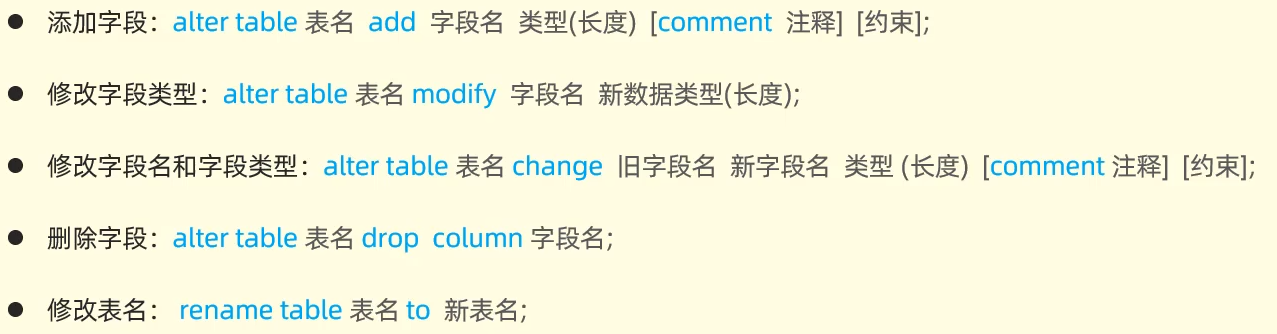 ● 添加字段：alter table 表名 add 字段名 类型(长度) [comment 注释] [约束];
● 修改字段类型：alter table 表名 modify 字段名 新数据类型(长度);
● 修改字段名和字段类型：alter table 表名 change 旧字段名 新字段名 类型 (长度) [comment 注释] [约束];
● 删除字段：alter table 表名 drop column 字段名;
● 修改表名： rename table 表名 to 新表名;